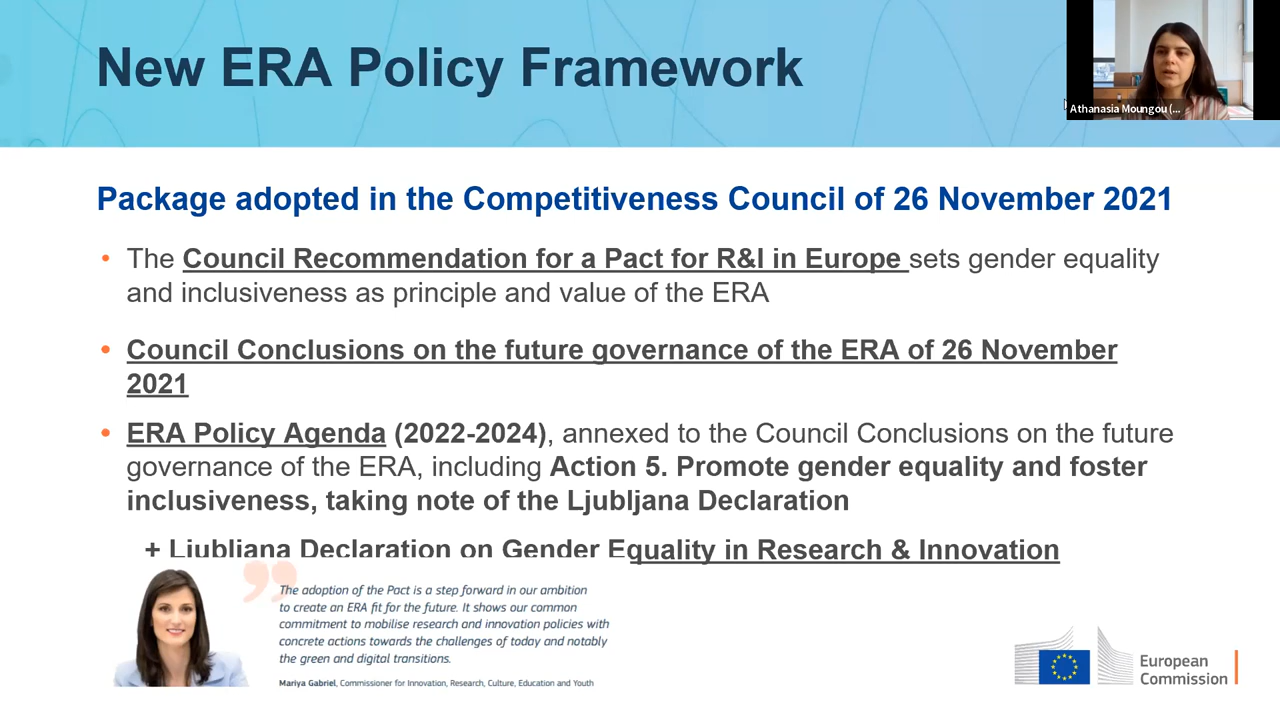 New ERA Policy Framework
Athanasia Moungou (...
Package adopted in the Competitiveness Council of 26 November 2021
• The Council Recommendation for a Pact for R&I in Europe sets gender equality
and inclusiveness as principle and value of the ERA
• Council Conclusions on the future governance of the ERA of 26 November
2021
• ERA Policy Agenda (2022-2024), annexed to the Council Conclusions on the future
governance of the ERA, including Action 5. Promote gender equality and foster
inclusiveness, taking note of the Ljubljana Declaration
+ Ljubljana Declaration on Gender Equality in Research & Innovation
The adoption of the Pact is a step forward in our ambition
to create an ERA fit for the future. It shows our common
commitment to mobilise research and innovation policies with
concrete actions towards the challenges of today and notably
the green and digital transitions.
Mariya Gabriel, Commissioner for Innovation, Research, Culture, Education and Youth
European
Commission